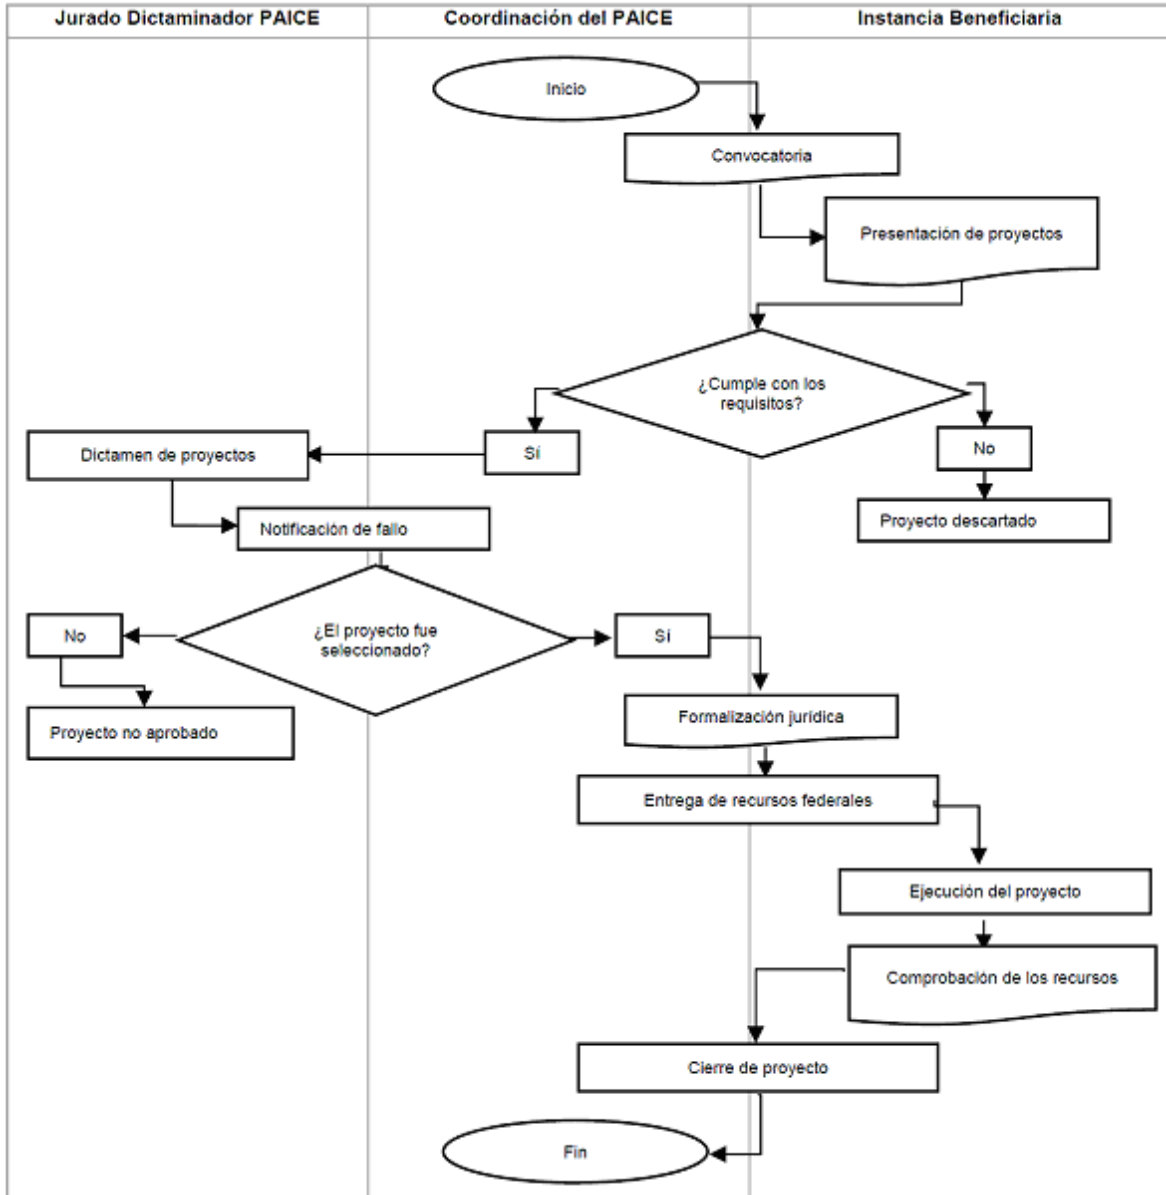 Jurado Dictaminador PAICE
Coordinación del PAICE
Instancia Beneficiaria
Inicio
Convocatoria
Presentación de proyectos
¿Cumple con los
requisitos?
Sí
No
Dictamen de proyectos
Proyecto descartado
Notificación de fallo
¿El proyecto fue
seleccionado?
No
Sí
Proyecto no aprobado
Formalización jurídica
Entrega de recursos federales
Ejecución del proyecto
Comprobación de los recursos
Cierre de proyecto
Fin